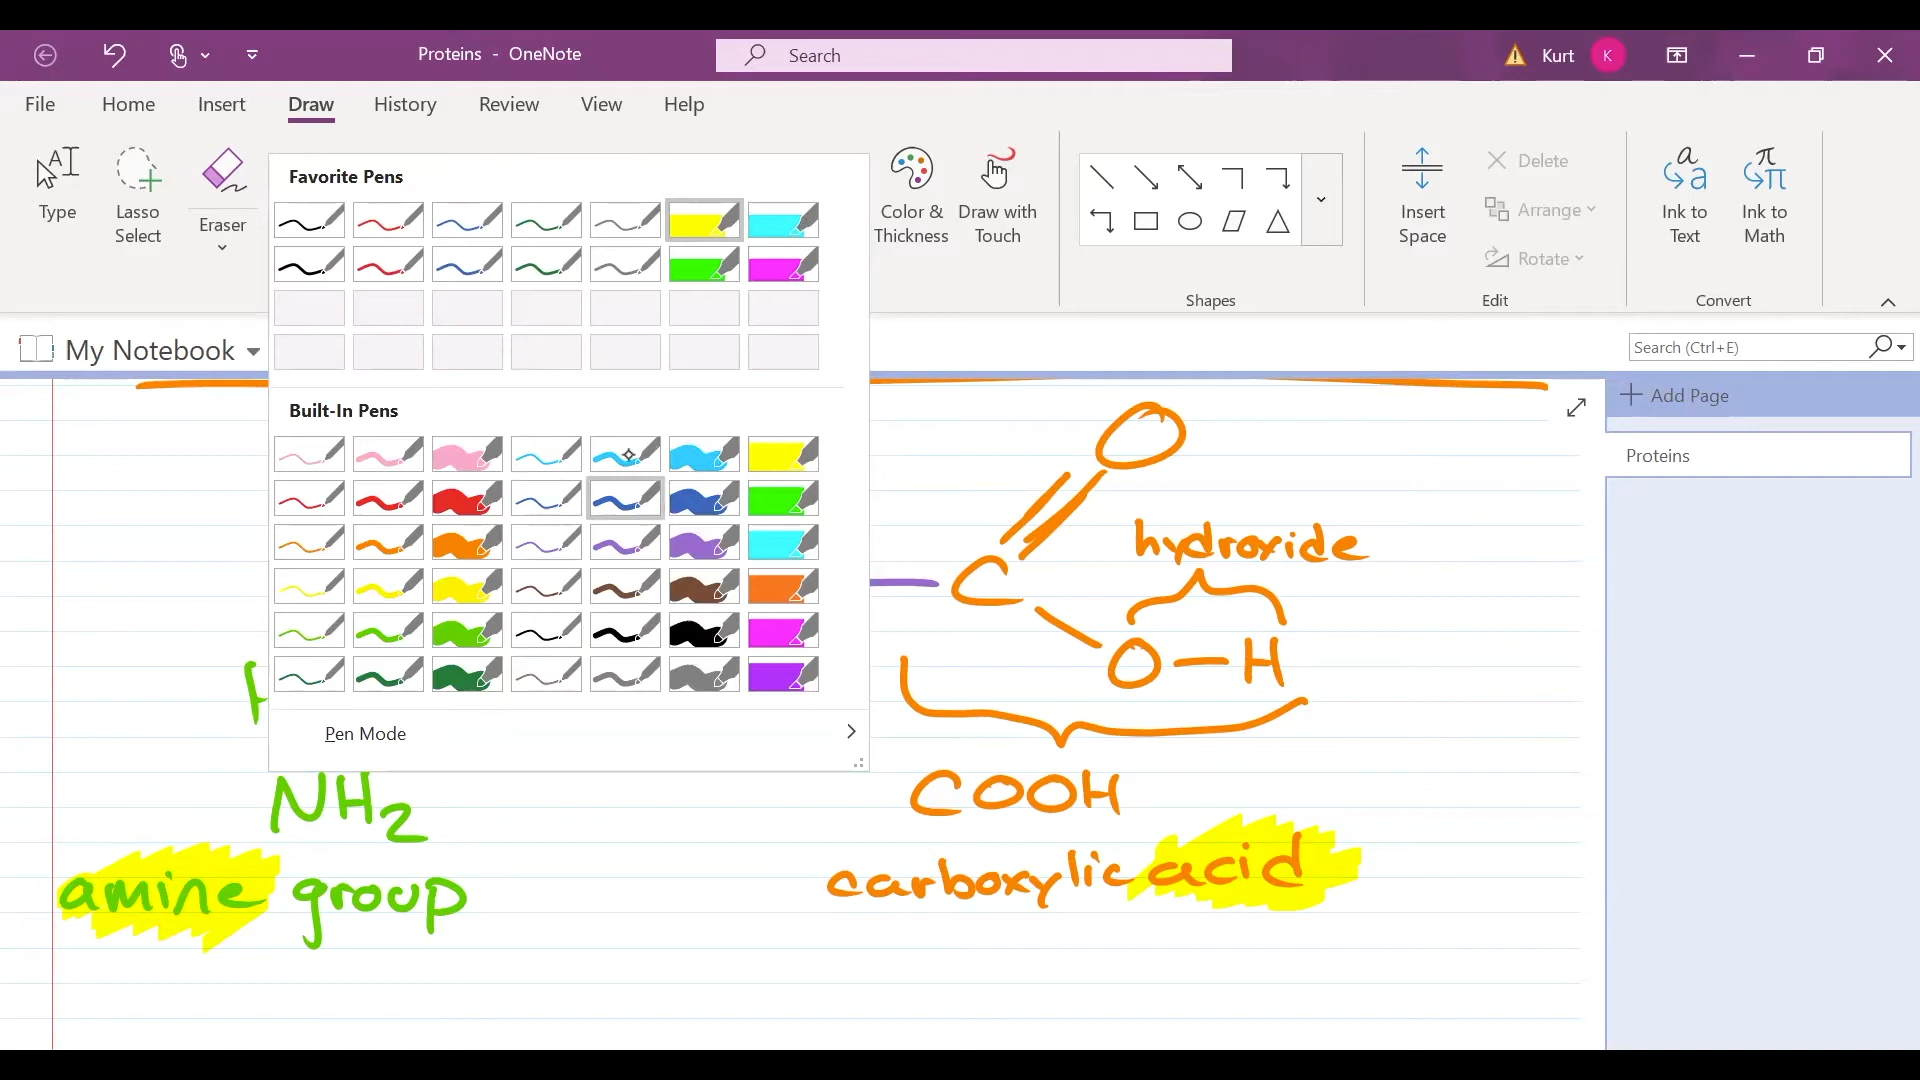 Proteins - OneNote
Search
Kurt
K
File Home Insert Draw History Review View Help
Type
Lasso Select
Eraser
Favorite Pens
Built-In Pens
Pen Mode
Color & Thickness
Draw with Touch
Shapes
Insert Space
Delete
Arrange
Rotate
Edit
a
a
Ink to Text
π
π
Ink to Math
Convert
My Notebook
Search (Ctrl+E)
Add Page
Proteins
O
hydroxide
C
O-H
NH2
COOH
amine group
carboxylic acid